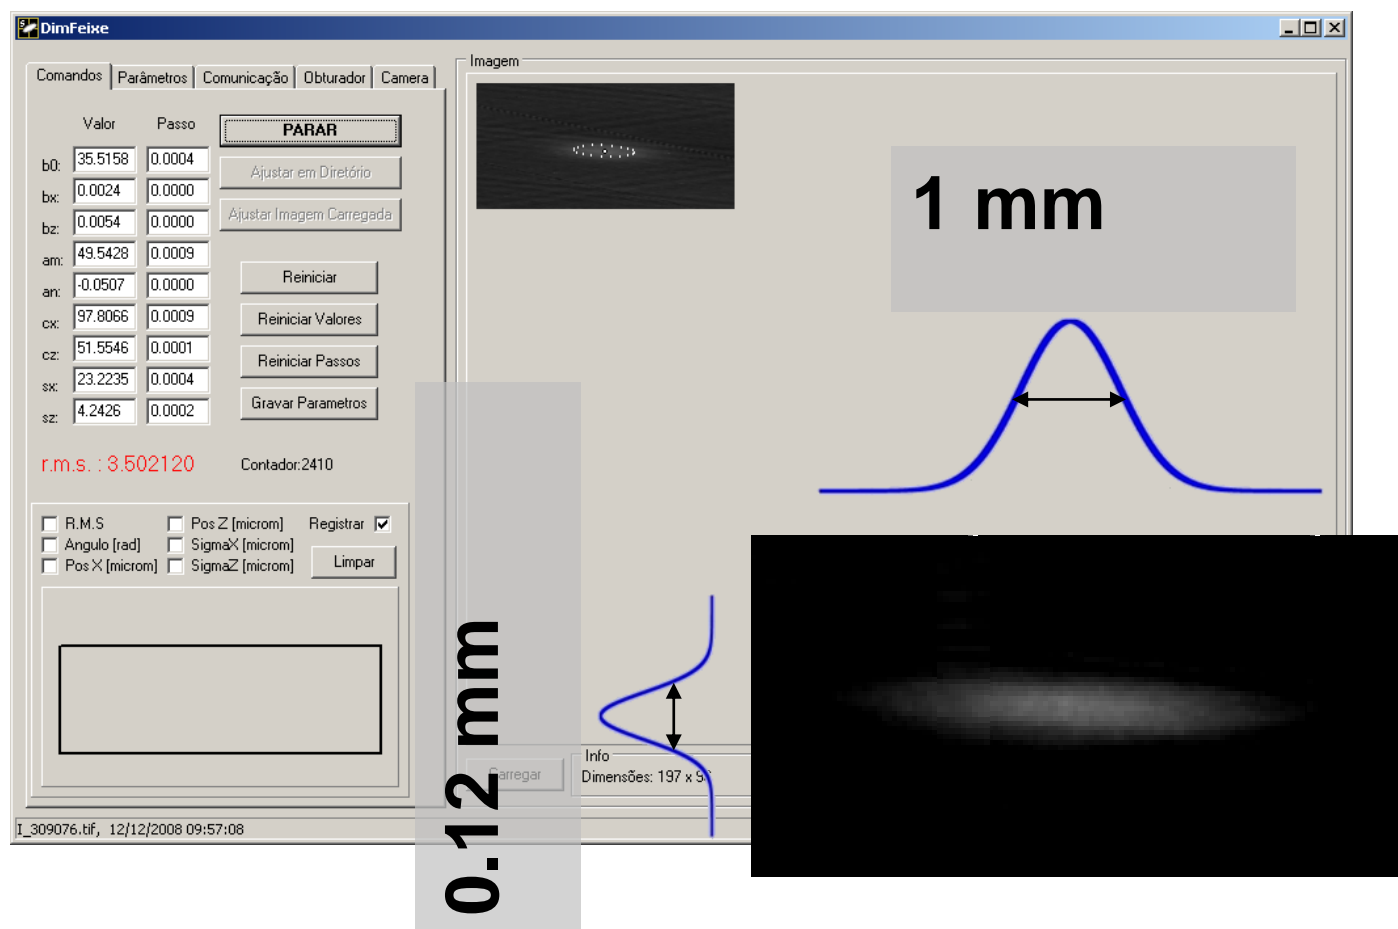 DimFeixe
Comandos Parâmetros Comunicação Obturador Camera
Valor Passo
b0: 35.5158 0.0004
bx: 0.0024 0.0000
bz: 0.0054 0.0000
am: 49.5428 0.0009
an: -0.0507 0.0000
cx: 97.8066 0.0009
cz: 51.5546 0.0001
sx: 23.2235 0.0004
sz: 4.2426 0.0002
PARAR
Ajustar em Diretório
Ajustar Imagem Carregada
Reiniciar
Reiniciar Valores
Reiniciar Passos
Gravar Parametros
r.m.s. : 3.502120
Contador:2410
R.M.S Pos Z [microm] Registrar
Angulo [rad] SigmaX [microm]
Pos X [microm] SigmaZ [microm]
Limpar
Imagem
1 mm
0.12 mm
Carregar
Info
Dimensões: 197 x
I_309076.tif, 12/12/2008 09:57:08